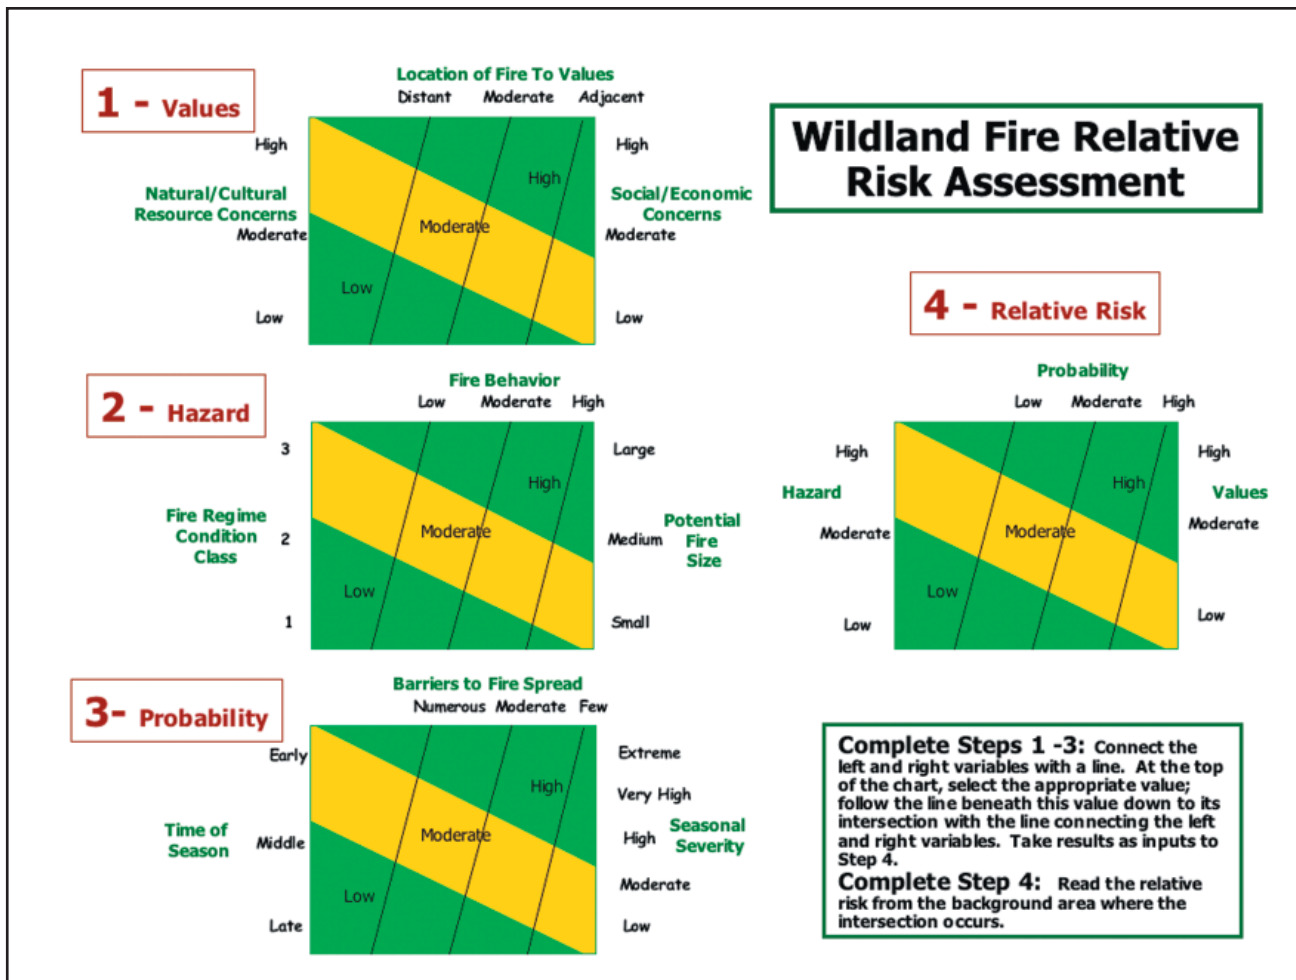 1 - Values
Location of Fire To Values
Distant Moderate Adjacent
High
Natural/Cultural
Resource Concerns
Moderate
Low
High
Moderate
Low
High
Social/Economic
Concerns
Moderate
Low
Wildland Fire Relative
Risk Assessment
2 - Hazard
Fire Behavior
Low Moderate High
3
Fire Regime
Condition
Class
2
1
High
Moderate
Low
Large
Medium
Potential
Fire
Size
Small
3- Probability
Barriers to Fire Spread
Numerous Moderate Few
Early
Time of
Season
Middle
Late
High
Moderate
Low
Extreme
Very High
High
Seasonal
Severity
Moderate
Low
4 - Relative Risk
Probability
Low Moderate High
High
Hazard
Moderate
Low
High
Moderate
Low
High
Values
Moderate
Low
Complete Steps 1 -3: Connect the
left and right variables with a line. At the top
of the chart, select the appropriate value;
follow the line beneath this value down to its
intersection with the line connecting the left
and right variables. Take results as inputs to
Step 4.
Complete Step 4: Read the relative
risk from the background area where the
intersection occurs.